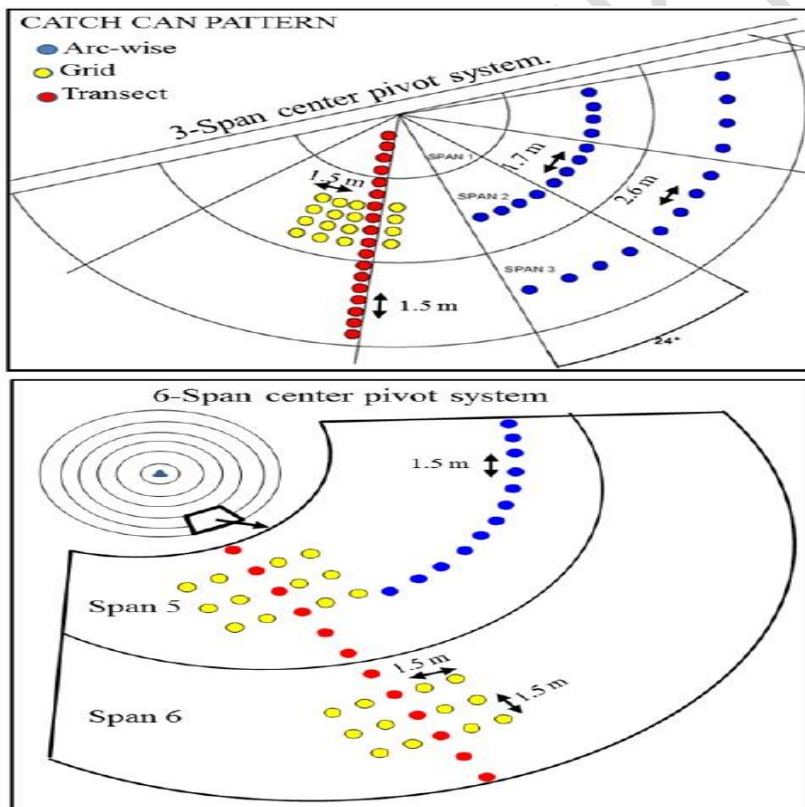 CATCH CAN PATTERN
Arc-wise
Grid
Transect
3-Span center pivot system.
SPAN 1
1.7 m
1.5 m
SPAN 2
2.6 m
SPAN 3
1.5 m
24°
6-Span center pivot system
1.5 m
Span 5
1.5 m
1.5 m
Span 6